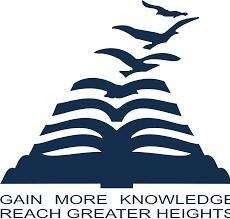 GAIN MORE KNOWLEDGE
REACH GREATER HEIGHTS